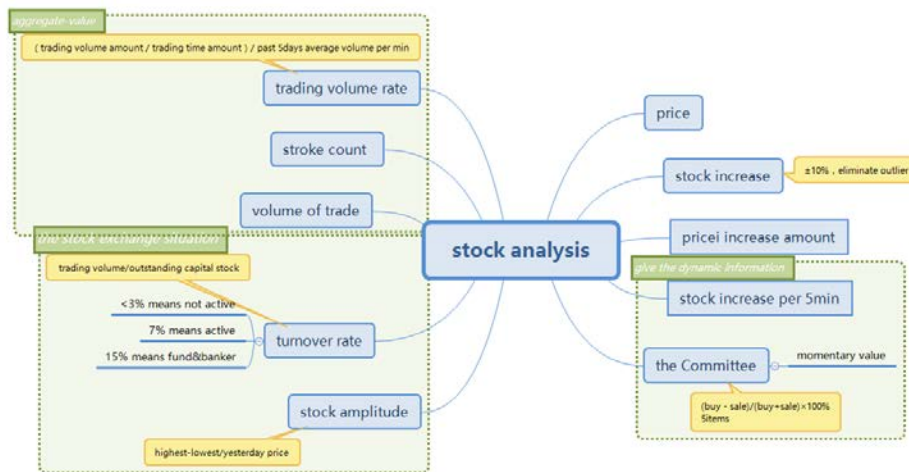 aggregate-value
( trading volume amount / trading time amount ) / past 5days average volume per min
trading volume rate
stroke count
volume of trade
the stock exchange situation
trading volume/outstanding capital stock
<3% means not active
7% means active
15% means fund&banker
turnover rate
stock amplitude
highest-lowest/yesterday price
stock analysis
price
stock increase
±10% , eliminate outlier
pricei increase amount
give the dynamic information
stock increase per 5min
the Committee
momentary value
(buy - sale)/(buy+sale)×100%
5items